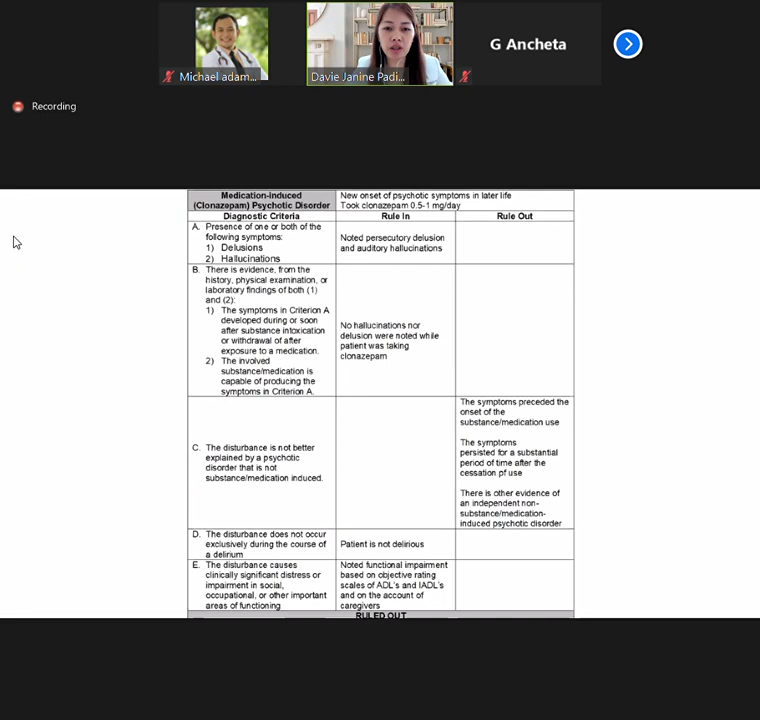 Michael adam...
Davie Janine Padi...
G Ancheta
Recording
Medication-induced
(Clonazepam) Psychotic Disorder
New onset of psychotic symptoms in later life
Took clonazepam 0.5-1 mg/day
Diagnostic Criteria
Rule In
Rule Out
A. Presence of one or both of the
following symptoms:
1) Delusions
2) Hallucinations
Noted persecutory delusion
and auditory hallucinations
B. There is evidence, from the
history, physical examination, or
laboratory findings of both (1)
and (2):
1) The symptoms in Criterion A
developed during or soon
after substance intoxication
or withdrawal of after
exposure to a medication.
2) The involved
substance/medication is
capable of producing the
symptoms in Criterion A.
No hallucinations nor
delusion were noted while
patient was taking
clonazepam
C. The disturbance is not better
explained by a psychotic
disorder that is not
substance/medication induced.
The symptoms preceded the
onset of the
substance/medication use
The symptoms
persisted for a substantial
period of time after the
cessation of use
There is other evidence of
an independent non-
substance/medication-
induced psychotic disorder
D. The disturbance does not occur
exclusively during the course of
a delirium
Patient is not delirious
E. The disturbance causes
clinically significant distress or
impairment in social,
occupational, or other important
areas of functioning
Noted functional impairment
based on objective rating
scales of ADL's and IADL's
and on the account of
caregivers
RULED OUT